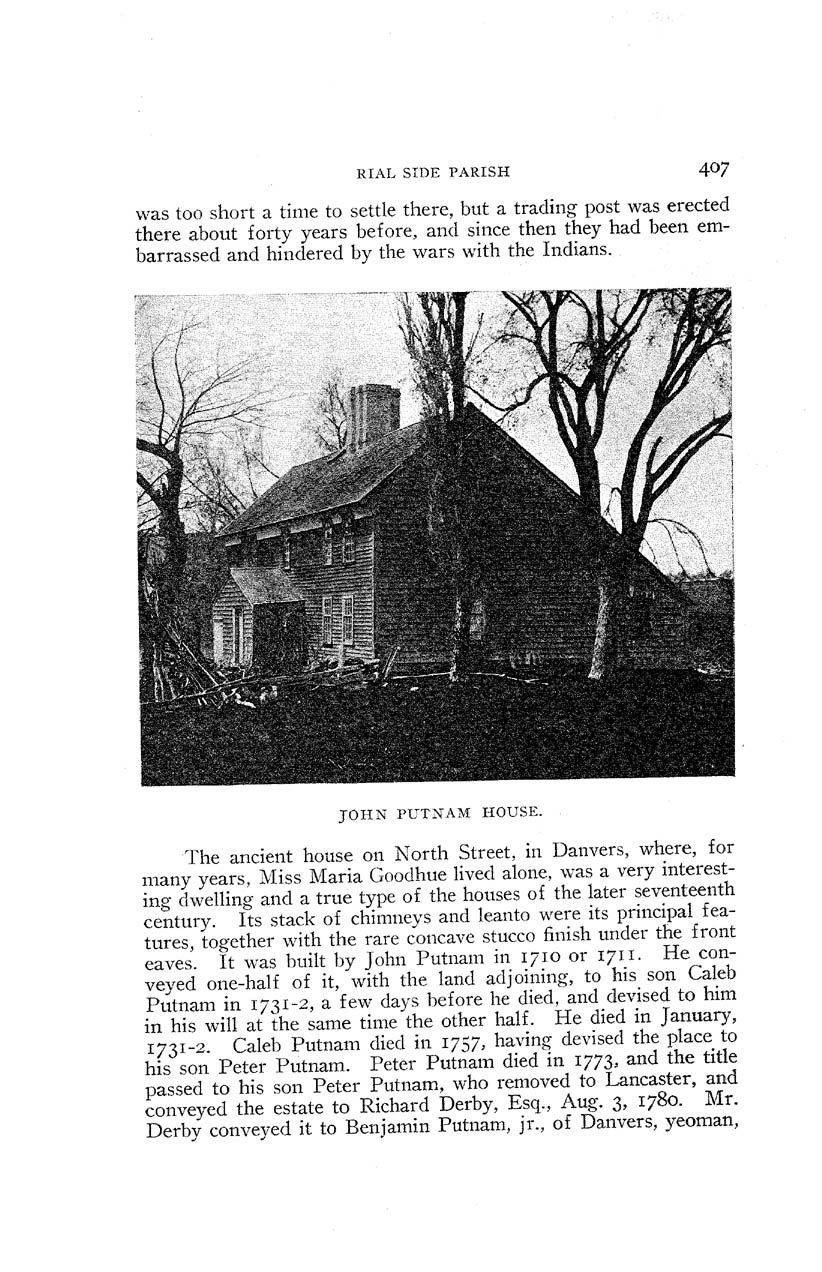 RIAL SIDE PARISH 407
was too short a time to settle there, but a trading post was erected
there about forty years before, and since then they had been em-
barrassed and hindered by the wars with the Indians.
JOHN PUTNAM HOUSE.
The ancient house on North Street, in Danvers, where, for
many years, Miss Maria Goodhue lived alone, was a very interest-
ing dwelling and a true type of the houses of the later seventeenth
century. Its stack of chimneys and leanto were its principal fea-
tures, together with the rare concave stucco finish under the front
eaves. It was built by John Putnam in 1710 or 1711. He con-
veyed one-half of it, with the land adjoining, to his son Caleb
Putnam in 1731-2, a few days before he died, and devised to him
in his will at the same time the other half. He died in January,
1731-2. Caleb Putnam died in 1757, having devised the place to
his son Peter Putnam. Peter Putnam died in 1773, and the title
passed to his son Peter Putnam, who removed to Lancaster, and
conveyed the estate to Richard Derby, Esq., Aug. 3, 1780. Mr.
Derby conveyed it to Benjamin Putnam, jr., of Danvers, yeoman,